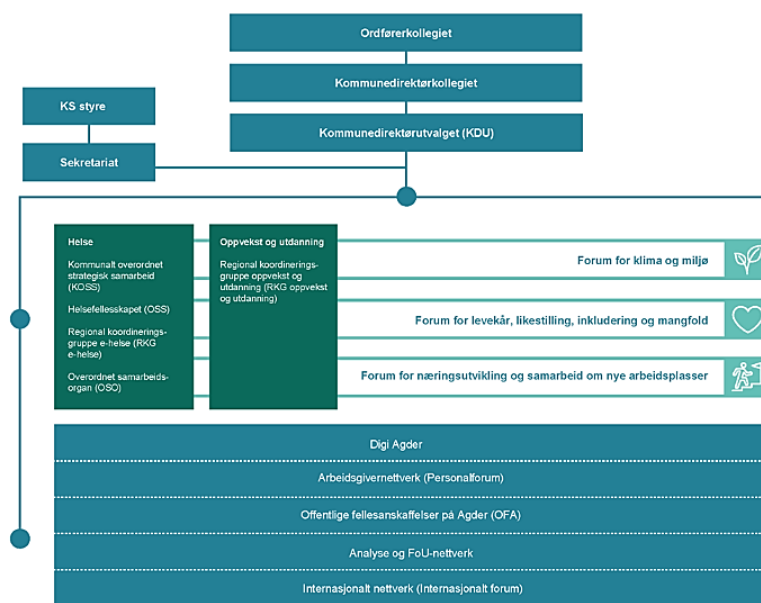 Ordførerkollegiet
Kommunedirektørkollegiet
KS styre
Kommunedirektørutvalget (KDU)
Sekretariat
Helse
Kommunalt overordnet
strategisk samarbeid
(KOSS)
Helsefellesskapet (OSS)
Regional koordinerings-
gruppe e-helse (RKG
e-helse)
Overordnet samarbeids-
organ (OSO)
Oppvekst og utdanning
Regional koordinerings-
gruppe oppvekst og
utdanning (RKG oppvekst
og utdanning)
Forum for klima og miljø
Forum for levekår, likestilling, inkludering og mangfold
Forum for næringsutvikling og samarbeid om nye arbeidsplasser
Digi Agder
Arbeidsgivernettverk (Personalforum)
Offentlige fellesanskaffelser på Agder (OFA)
Analyse og FoU-nettverk
Internasjonalt nettverk (Internasjonalt forum)